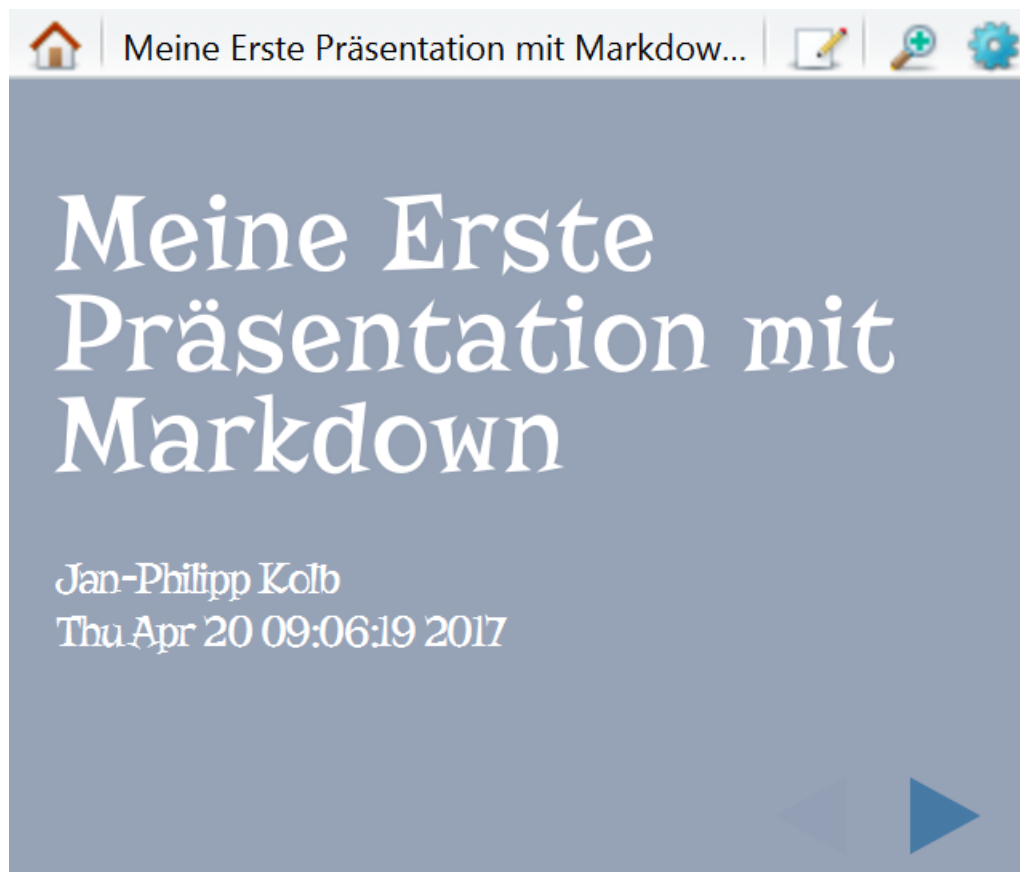 Meine Erste Präsentation mit Markdow...
Meine Erste
Präsentation mit
Markdown
Jan-Philipp Kolb
Thu Apr 20 09:06:19 2017